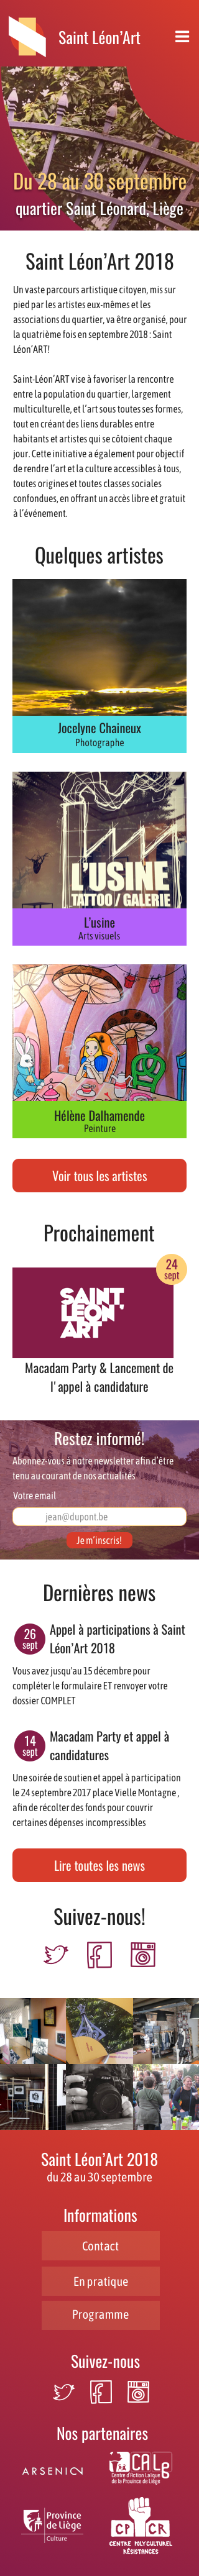 Saint Léon’Art
Du 28 au 30 septembre
quartier Saint Léonard, Liège
Saint Léon’Art 2018
Un vaste parcours artistique citoyen, mis sur
pied par les artistes eux-mêmes et les
associations du quartier, va être organisé, pour
la quatrième fois en septembre 2018 : Saint
Léon’ART!
Saint-Léon’ART vise à favoriser la rencontre
entre la population du quartier, largement
multiculturelle, et l’art sous toutes ses formes,
tout en créant des liens durables entre
habitants et artistes qui se côtoient chaque
jour. Cette initiative a également pour objectif
de rendre l’art et la culture accessibles à tous,
toutes origines et toutes classes sociales
confondues, en offrant un accès libre et gratuit
à l’événement.
Quelques artistes
Jocelyne Chaineux
Photographe
L'USINE
TATTOO / GALERIE
L’usine
Arts visuels
Hélène Dalhamende
Peinture
Voir tous les artistes
Prochainement
24
sept
SAINT
LÉON'
ART
Macadam Party & Lancement de
l’ appel à candidature
Restez informé!
Abonnez-vous à notre newsletter afin d’être
tenu au courant de nos actualités
Votre email
jean@dupont.be
Je m’inscris!
Dernières news
26
sept
Appel à participations à Saint
Léon’Art 2018
Vous avez jusqu’au 15 décembre pour
compléter le formulaire ET renvoyer votre
dossier COMPLET
14
sept
Macadam Party et appel à
candidatures
Une soirée de soutien et appel à participation
le 24 septembre 2017 place Vielle Montagne ,
afin de récolter des fonds pour couvrir
certaines dépenses incompressibles
Lire toutes les news
Suivez-nous!
Saint Léon’Art 2018
du 28 au 30 septembre
Informations
Contact
En pratique
Programme
Suivez-nous
Nos partenaires
ARSENICN
CALg
Centre d'Action Laïque
de la Province de Liège
Province
de Liège
Culture
CPCR
CENTRE POLYCULTUREL
RÉSISTANCES